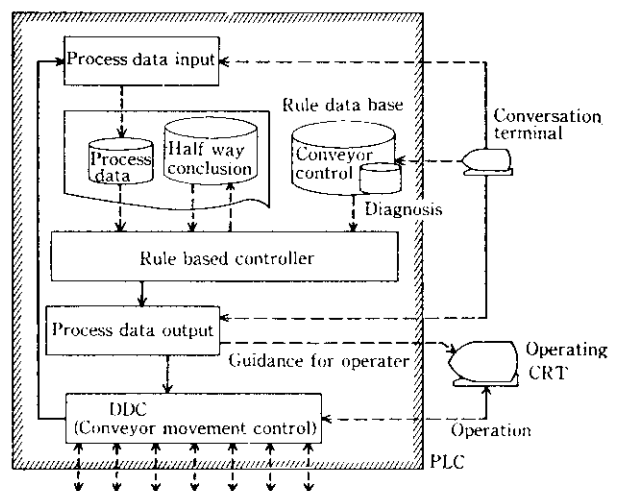 Process data input
Rule data base
Conversation
terminal
Process
data
Half way
conclusion
Conveyor
control
Diagnosis
Rule based controller
Process data output
Guidance for operater
Operating
CRT
DDC
(Conveyor movement control)
Operation
PLC